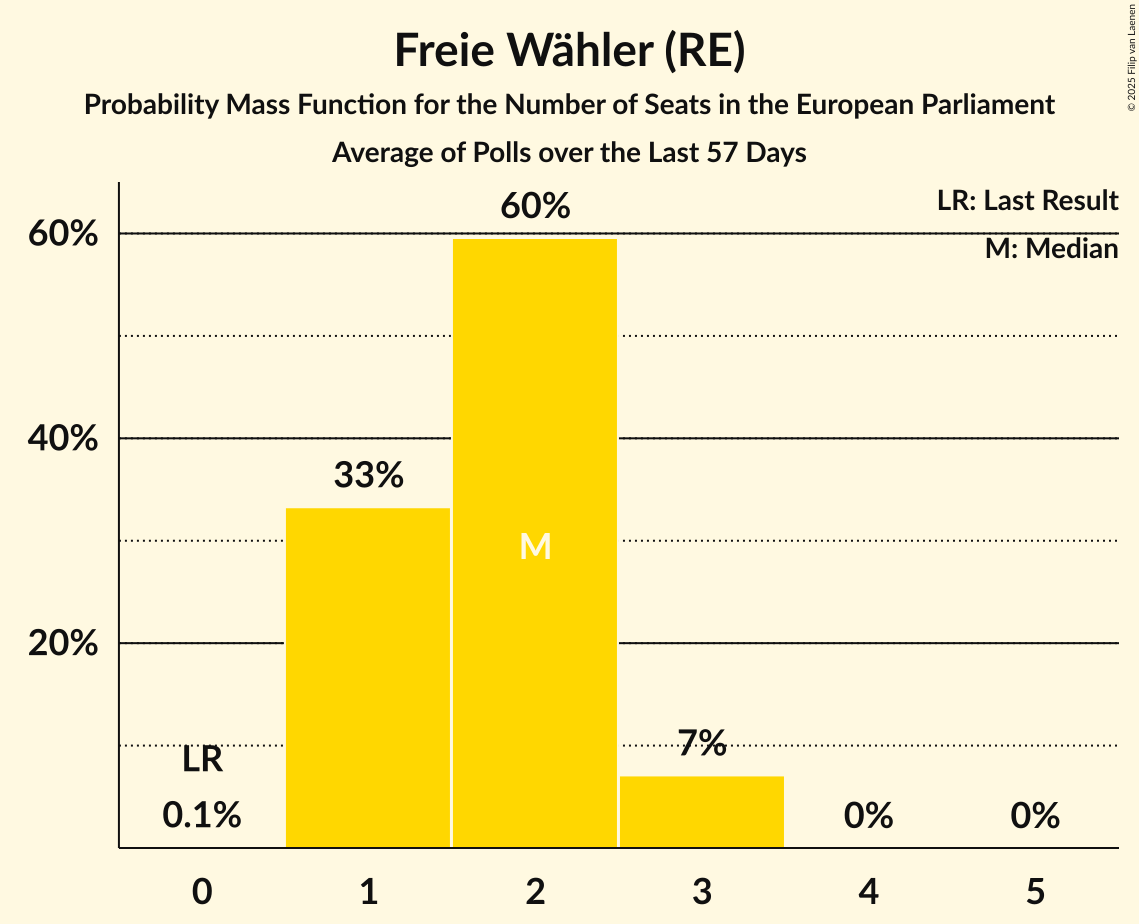 © 2025 Filip van Laenen
Freie Wähler (RE)
Probability Mass Function for the Number of Seats in the European Parliament
Average of Polls over the Last 57 Days
LR: Last Result
M: Median
60%
40%
20%
LR
0.1%
33%
60%
M
7%
0%
0%
0
1
2
3
4
5